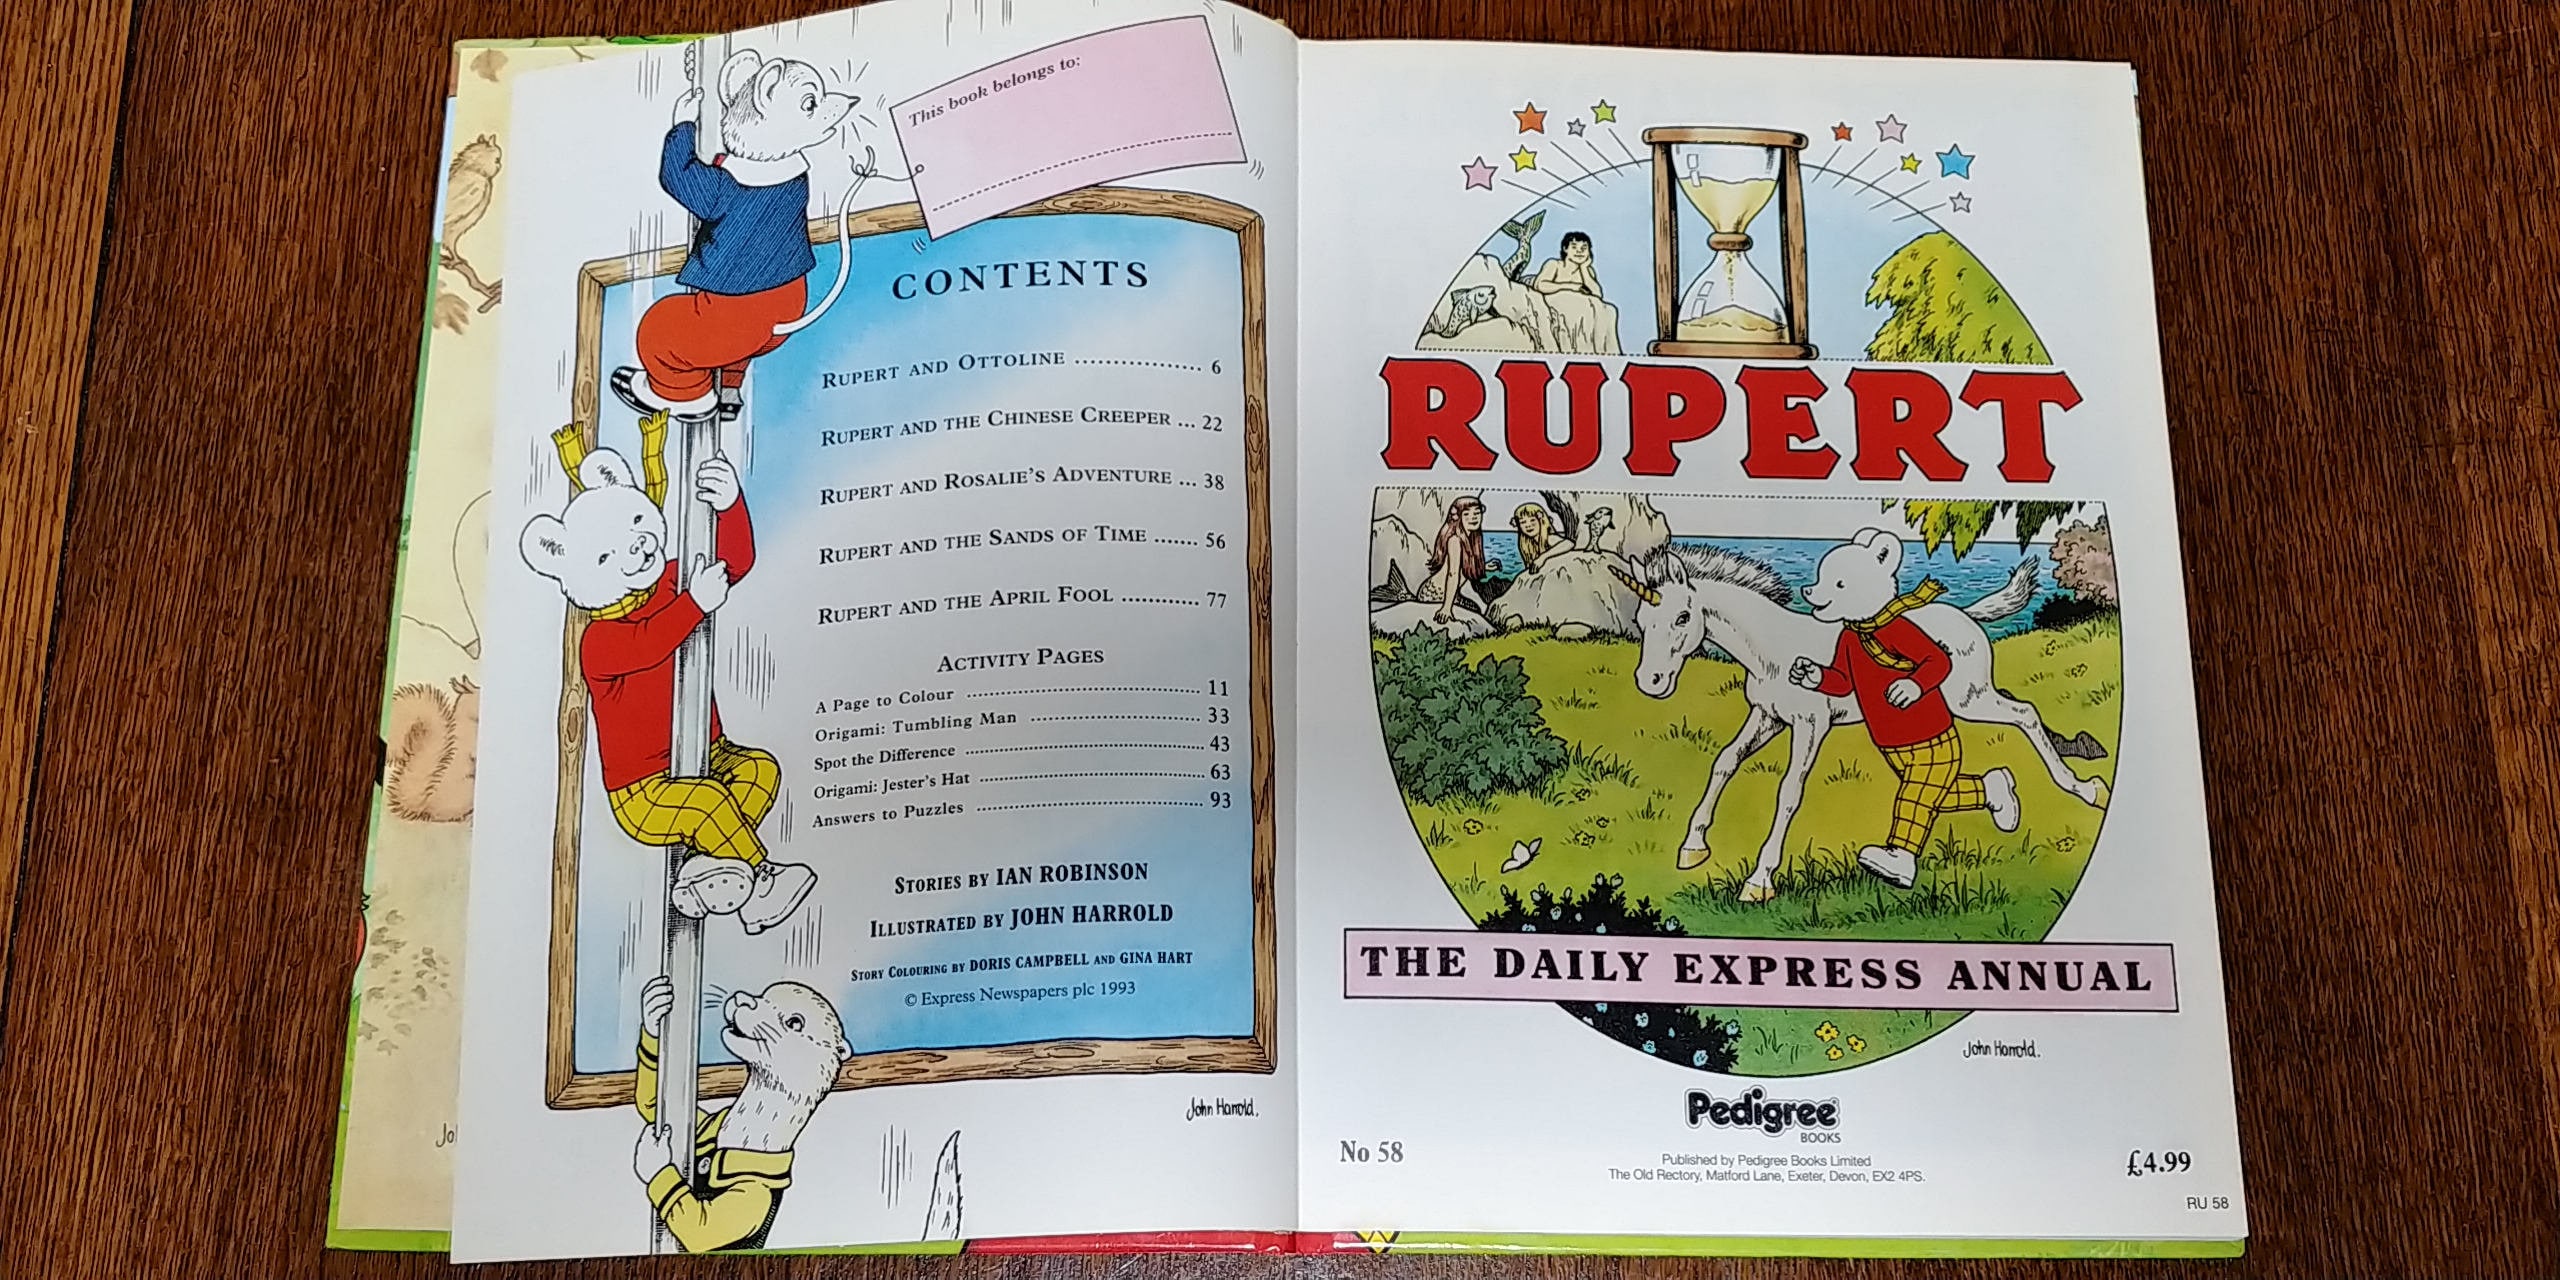 This book belongs to:
CONTENTS
RUPERT AND OTTOLINE ................ 6
RUPERT AND THE CHINESE CREEPER ... 22
RUPERT AND ROSALIE'S ADVENTURE ... 38
RUPERT AND THE SANDS OF TIME ....... 56
RUPERT AND THE APRIL FOOL ............ 77
ACTIVITY PAGES
A Page to Colour ........................ 11
Origami: Tumbling Man ........................ 33
Spot the Difference ........................ 43
Origami: Jester's Hat ........................ 63
Answers to Puzzles ........................ 93
STORIES BY IAN ROBINSON
ILLUSTRATED BY JOHN HARROLD
STORY COLOURING BY DORIS CAMPBELL AND GINA HART
© Express Newspapers plc 1993
John Harrold.
RUPERT
THE DAILY EXPRESS ANNUAL
John Harrold.
Pedigree
BOOKS
No 58
Published by Pedigree Books Limited
The Old Rectory, Matford Lane, Exeter, Devon, EX2 4PS.
£4.99
RU 58